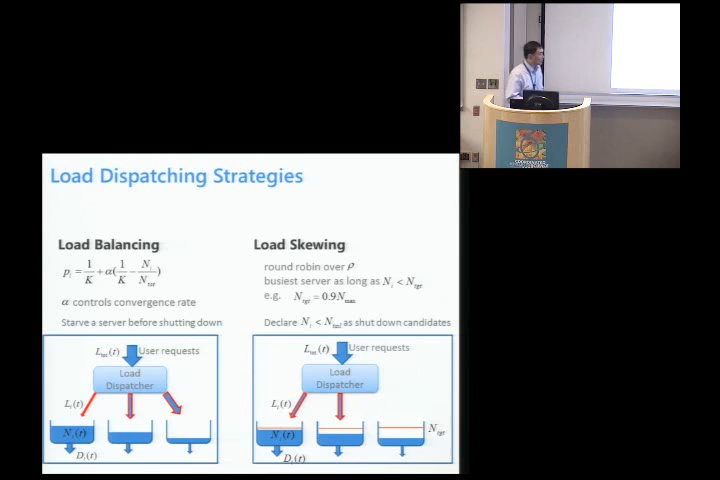 Load Dispatching Strategies
Load Balancing
p_i = 1/K + α(1/K − N_i/N_tot)
α controls convergence rate
Starve a server before shutting down
L_tot(t) User requests
Load
Dispatcher
L_i(t)
N_i(t)
D_i(t)
Load Skewing
round robin over ρ
busiest server as long as N_i < N_tgt
e.g. N_tgt = 0.9N_max
Declare N_i < N_tail as shut down candidates
L_tot(t) User requests
Load
Dispatcher
L_i(t)
N_i(t)
N_tgt
D_i(t)
COORDINATED